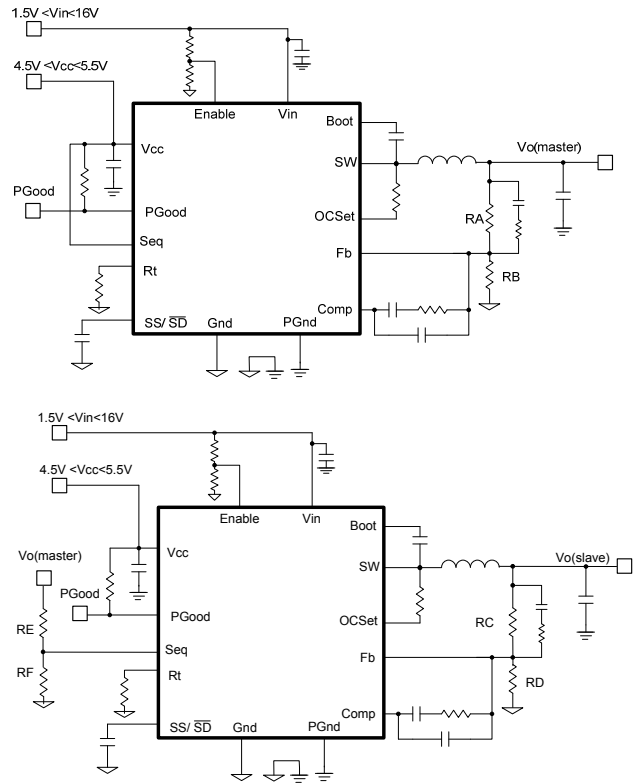 1.5V <Vin<16V
4.5V <Vcc<5.5V
Enable
Vin
Boot
Vcc
Vo(master)
SW
PGood
PGood
OCSet
RA
Seq
Fb
Rt
RB
Comp
SS/ SD
Gnd
PGnd
1.5V <Vin<16V
4.5V <Vcc<5.5V
Enable
Vin
Boot
Vo(master)
Vcc
SW
Vo(slave)
PGood
PGood
RE
OCSet
RC
Seq
Fb
RF
Rt
RD
Comp
SS/ SD
Gnd
PGnd